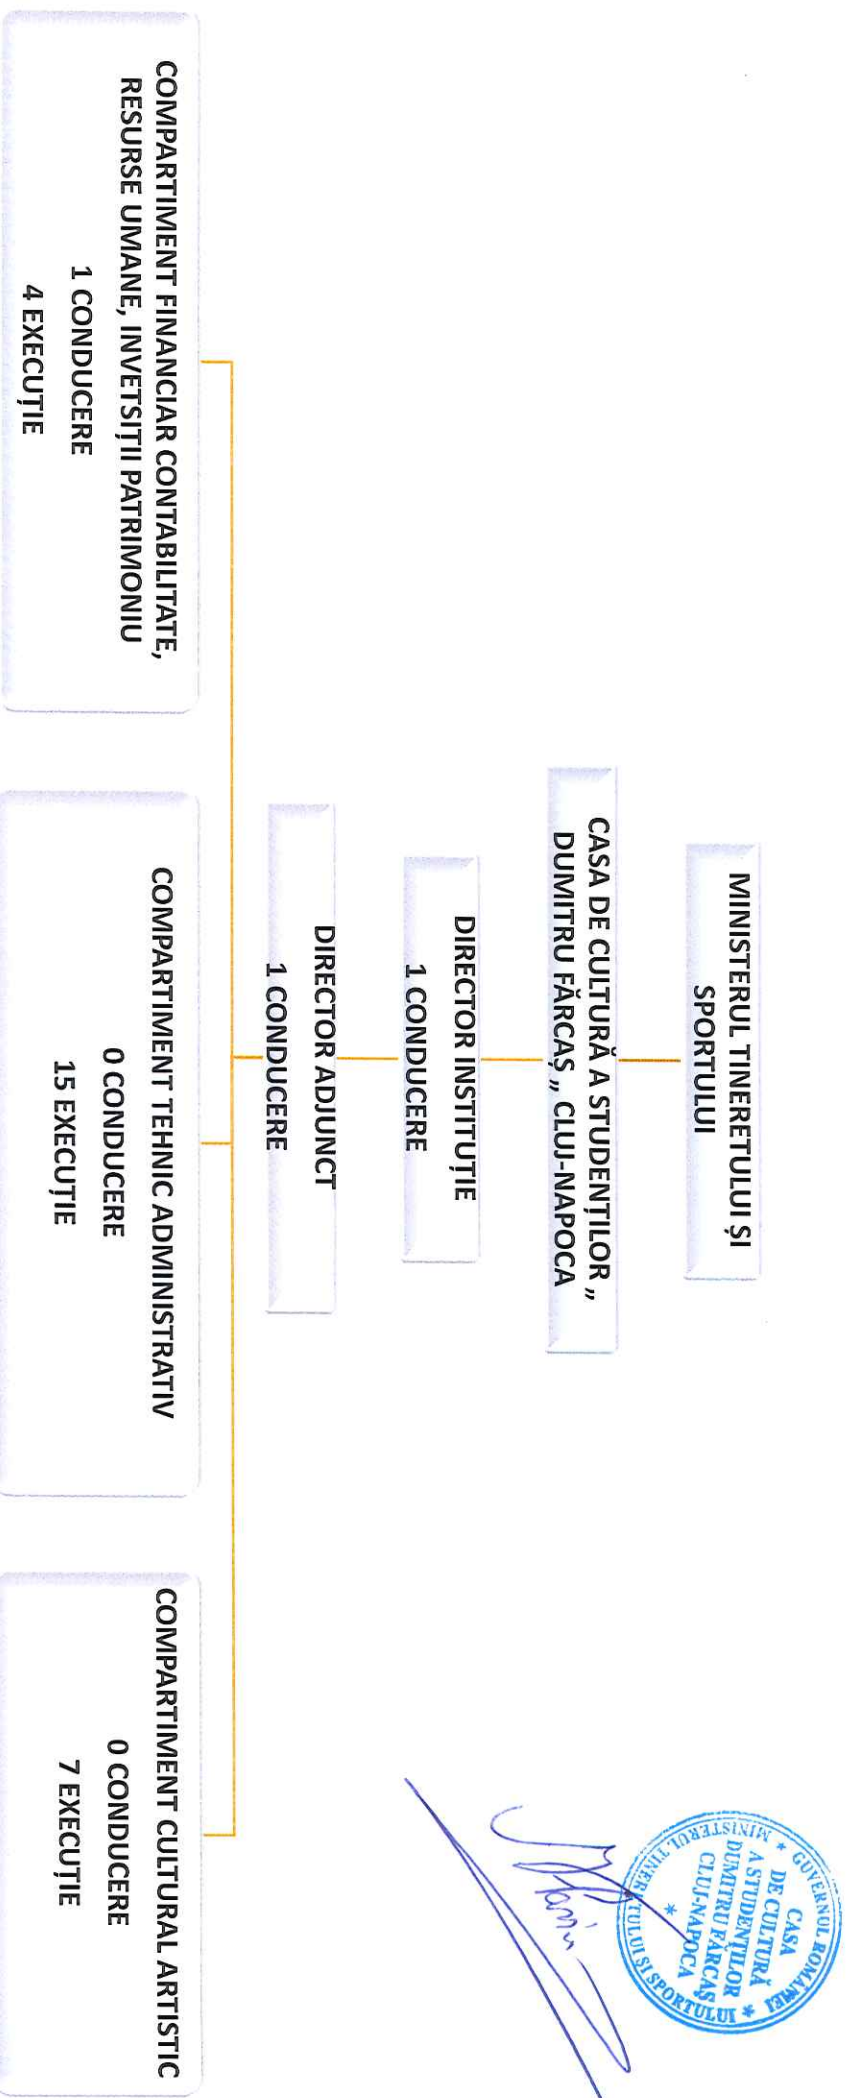 MINISTERUL TINERETULUI ȘI
SPORTULUI
CASA DE CULTURĂ A STUDENȚILOR „
DUMITRU FĂRCAȘ „ CLUJ-NAPOCA
DIRECTOR INSTITUȚIE
1 CONDUCERE
DIRECTOR ADJUNCT
1 CONDUCERE
COMPARTIMENT FINANCIAR CONTABILITATE,
RESURSE UMANE, INVETSIȚII PATRIMONIU
1 CONDUCERE
4 EXECUȚIE
COMPARTIMENT TEHNIC ADMINISTRATIV
0 CONDUCERE
15 EXECUȚIE
COMPARTIMENT CULTURAL ARTISTIC
0 CONDUCERE
7 EXECUȚIE
* GUVERNUL ROMÂNIEI *
MINISTERUL TINERETULUI SI SPORTULUI
CASA
DE CULTURĂ
A STUDENȚILOR
DUMITRU FĂRCAȘ
CLUJ-NAPOCA
*